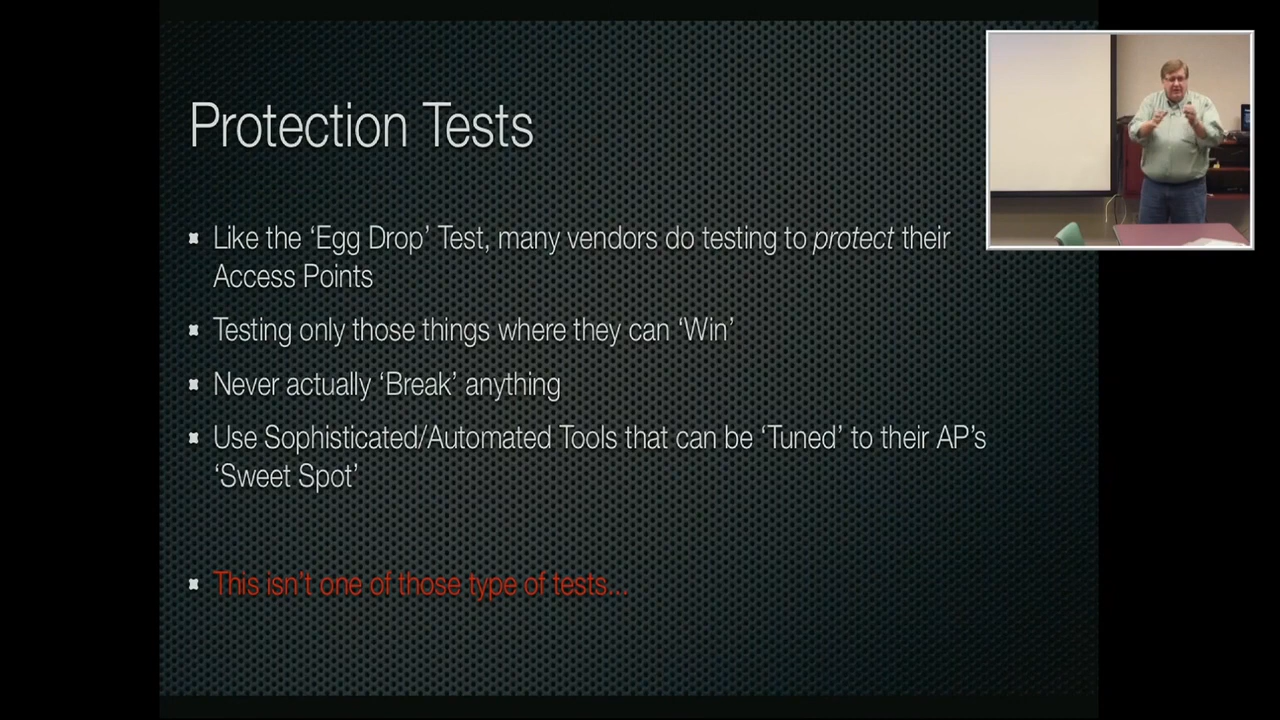 Protection Tests
Like the ‘Egg Drop’ Test, many vendors do testing to protect their
Access Points
Testing only those things where they can ‘Win’
Never actually ‘Break’ anything
Use Sophisticated/Automated Tools that can be ‘Tuned’ to their AP’s
‘Sweet Spot’
This isn’t one of those type of tests...